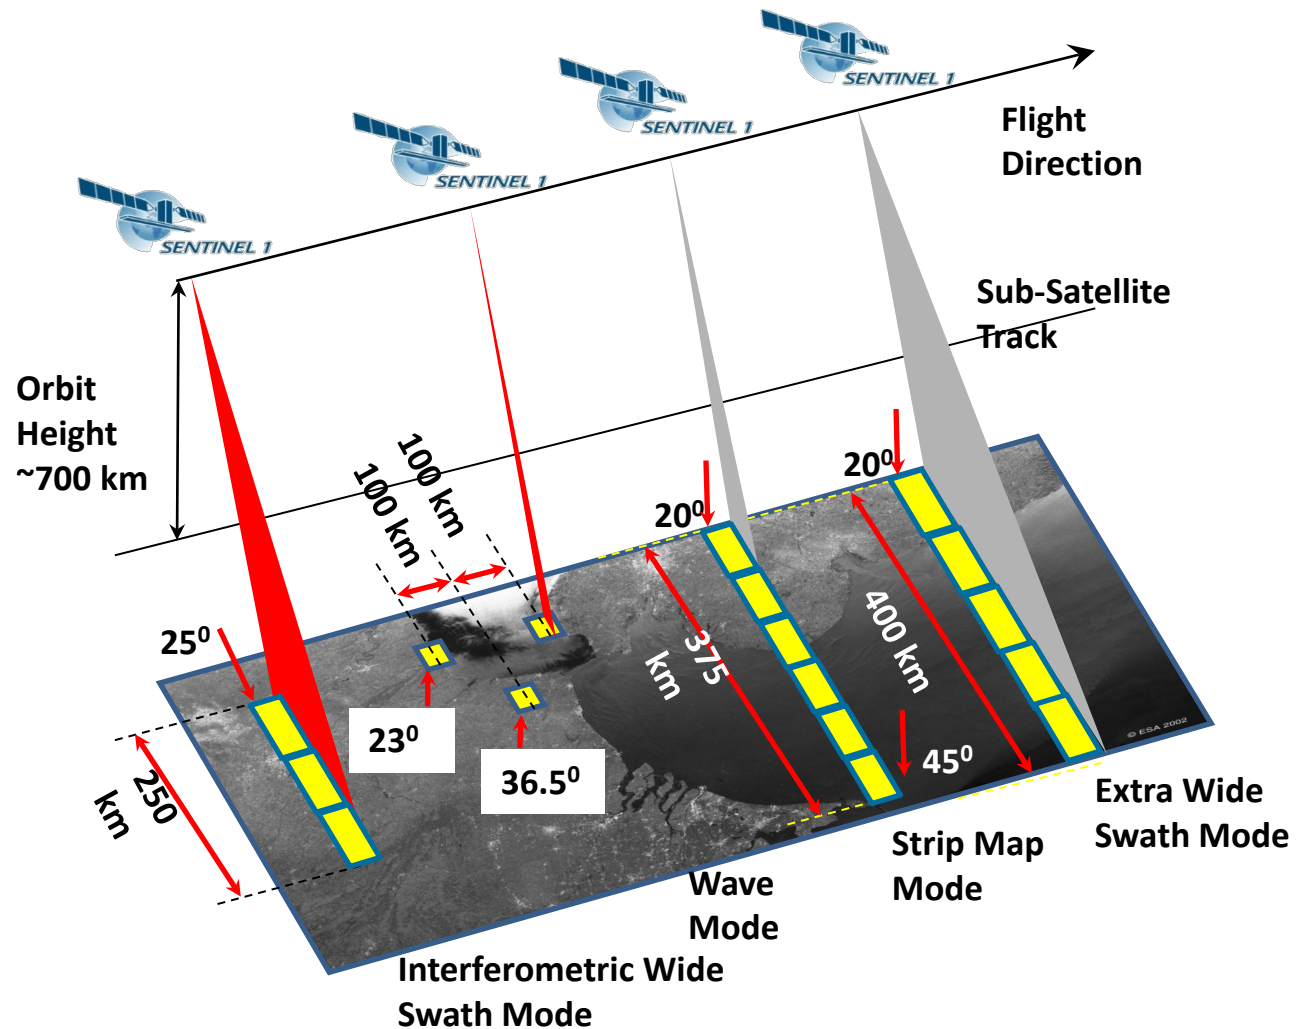 SENTINEL 1
SENTINEL 1
SENTINEL 1
SENTINEL 1
Flight
Direction
Sub-Satellite
Track
Orbit
Height
~700 km
100 km
100 km
20⁰
20⁰
25⁰
23⁰
36.5⁰
375
km
400 km
45⁰
250
km
© ESA 2002
Extra Wide
Swath Mode
Strip Map
Mode
Wave
Mode
Interferometric Wide
Swath Mode